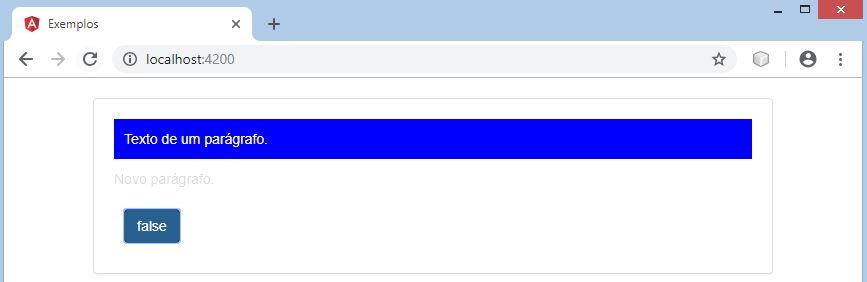 Exemplos
localhost:4200
Texto de um parágrafo.
Novo parágrafo.
false